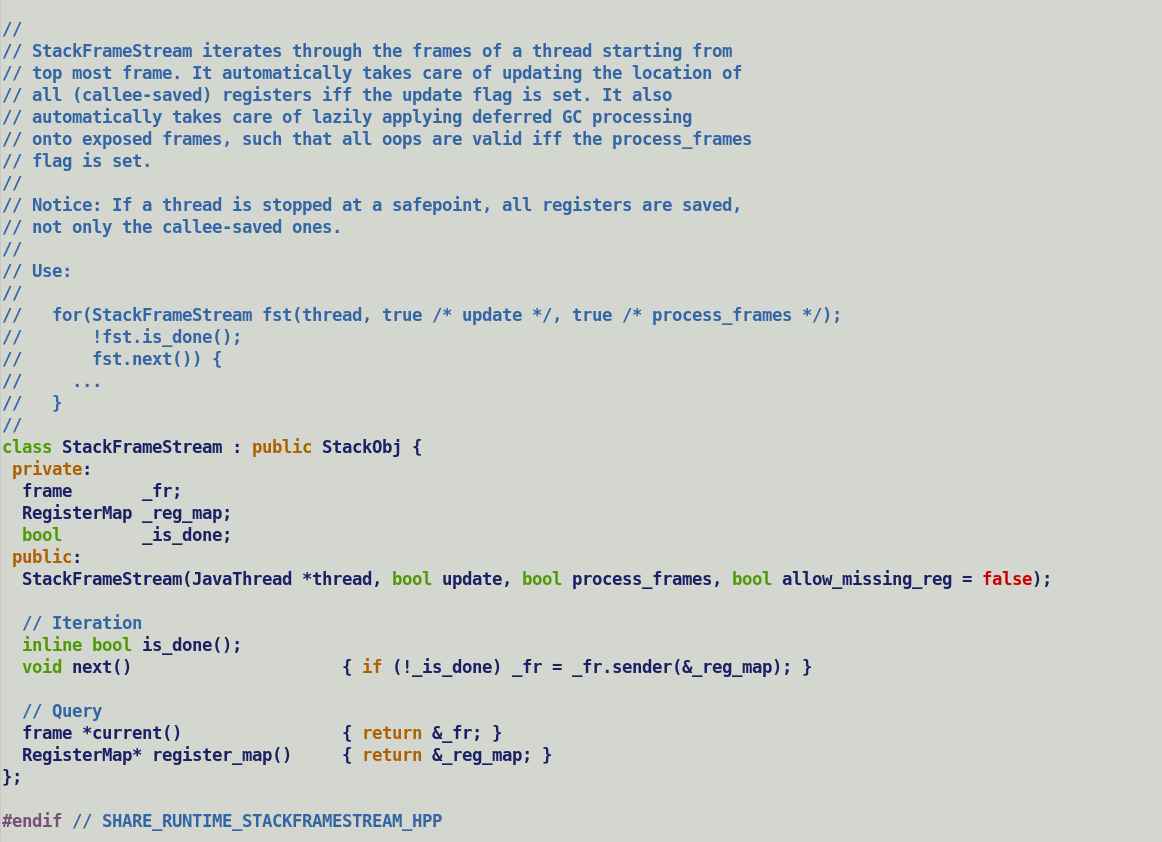 //
// StackFrameStream iterates through the frames of a thread starting from
// top most frame. It automatically takes care of updating the location of
// all (callee-saved) registers iff the update flag is set. It also
// automatically takes care of lazily applying deferred GC processing
// onto exposed frames, such that all oops are valid iff the process_frames
// flag is set.
//
// Notice: If a thread is stopped at a safepoint, all registers are saved,
// not only the callee-saved ones.
//
// Use:
//
//   for(StackFrameStream fst(thread, true /* update */, true /* process_frames */);
//       !fst.is_done();
//       fst.next()) {
//     ...
//   }
//
class StackFrameStream : public StackObj {
 private:
  frame       _fr;
  RegisterMap _reg_map;
  bool        _is_done;
 public:
  StackFrameStream(JavaThread *thread, bool update, bool process_frames, bool allow_missing_reg = false);

  // Iteration
  inline bool is_done();
  void next()                     { if (!_is_done) _fr = _fr.sender(&_reg_map); }

  // Query
  frame *current()                { return &_fr; }
  RegisterMap* register_map()     { return &_reg_map; }
};

#endif // SHARE_RUNTIME_STACKFRAMESTREAM_HPP